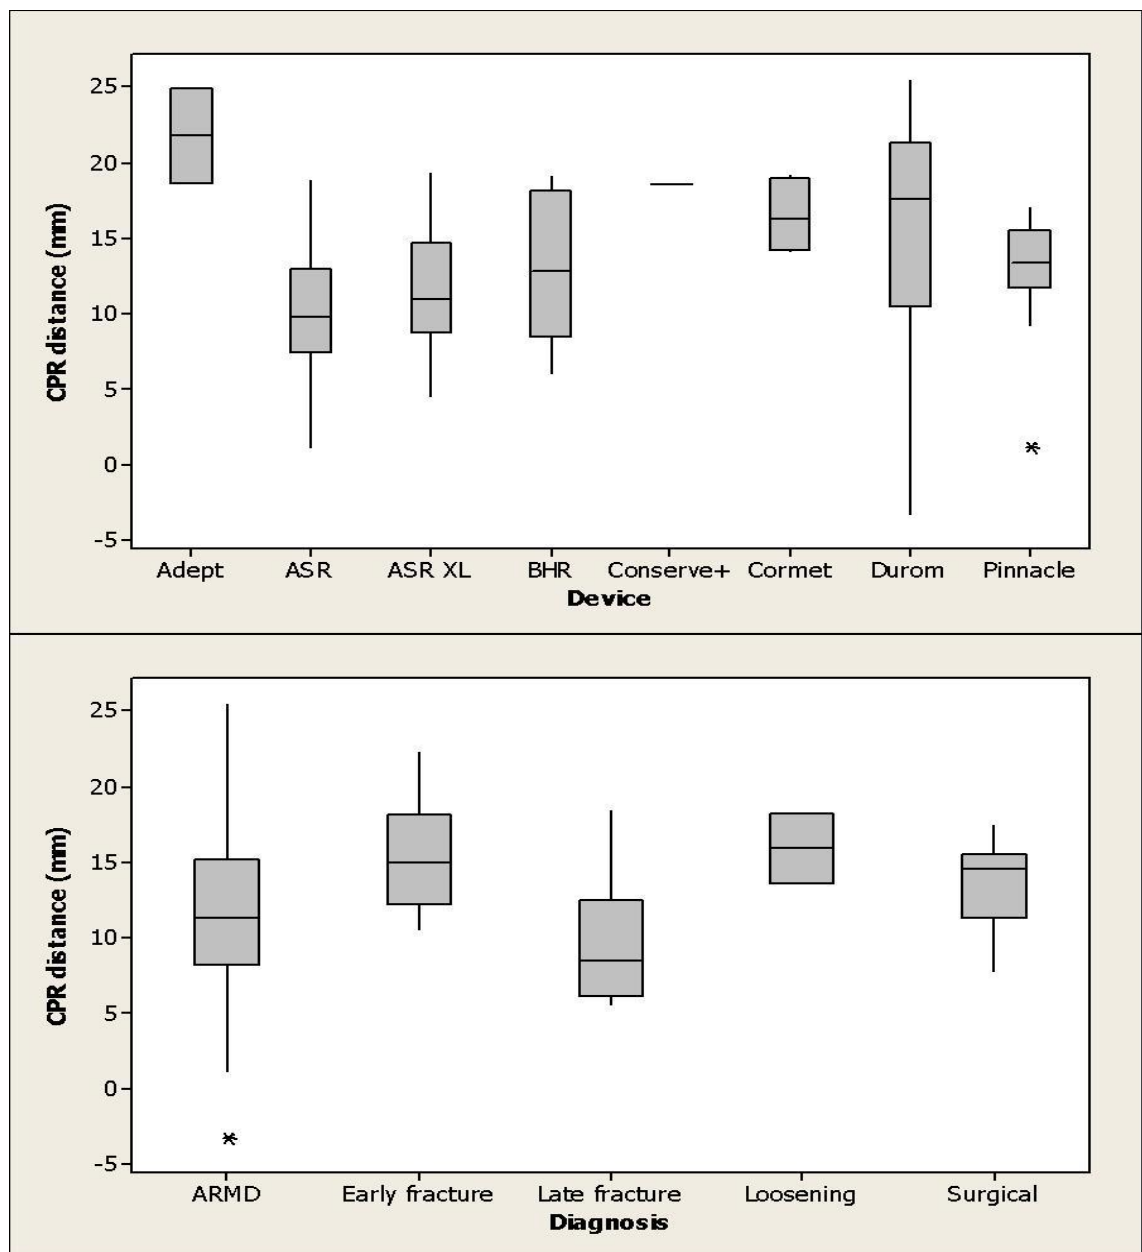 25
20
15
10
5
0
-5
CPR distance (mm)
Adept ASR ASR XL BHR Conserve+ Cormet Durom Pinnacle
Device
25
20
15
10
5
0
-5
CPR distance (mm)
ARMD Early fracture Late fracture Loosening Surgical
Diagnosis